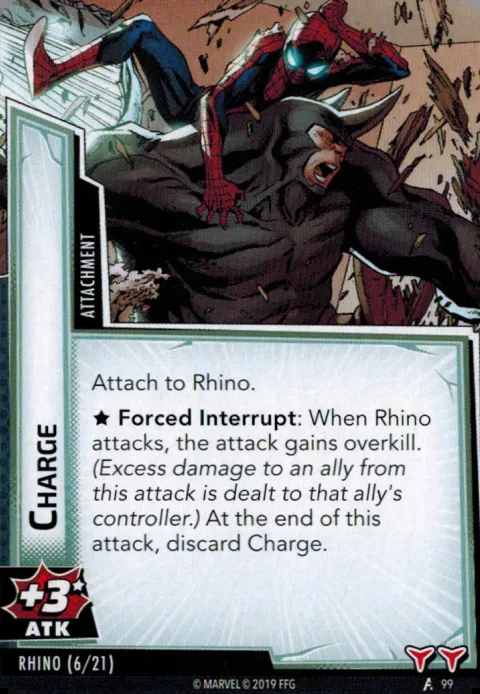 ATTACHMENT
CHARGE
Attach to Rhino.
★ Forced Interrupt: When Rhino
attacks, the attack gains overkill.
(Excess damage to an ally from
this attack is dealt to that ally's
controller.) At the end of this
attack, discard Charge.
+3★
ATK
RHINO (6/21)
© MARVEL © 2019 FFG
99